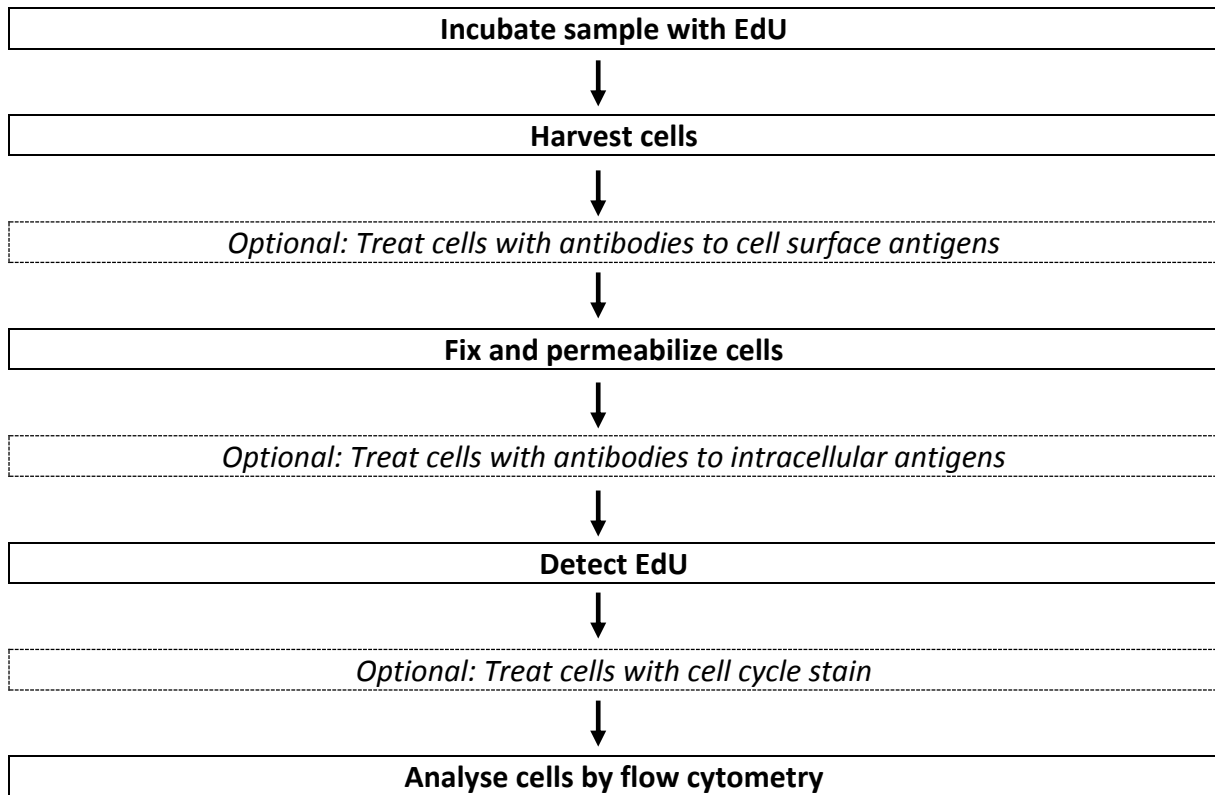 Incubate sample with EdU
Harvest cells
Optional: Treat cells with antibodies to cell surface antigens
Fix and permeabilize cells
Optional: Treat cells with antibodies to intracellular antigens
Detect EdU
Optional: Treat cells with cell cycle stain
Analyse cells by flow cytometry